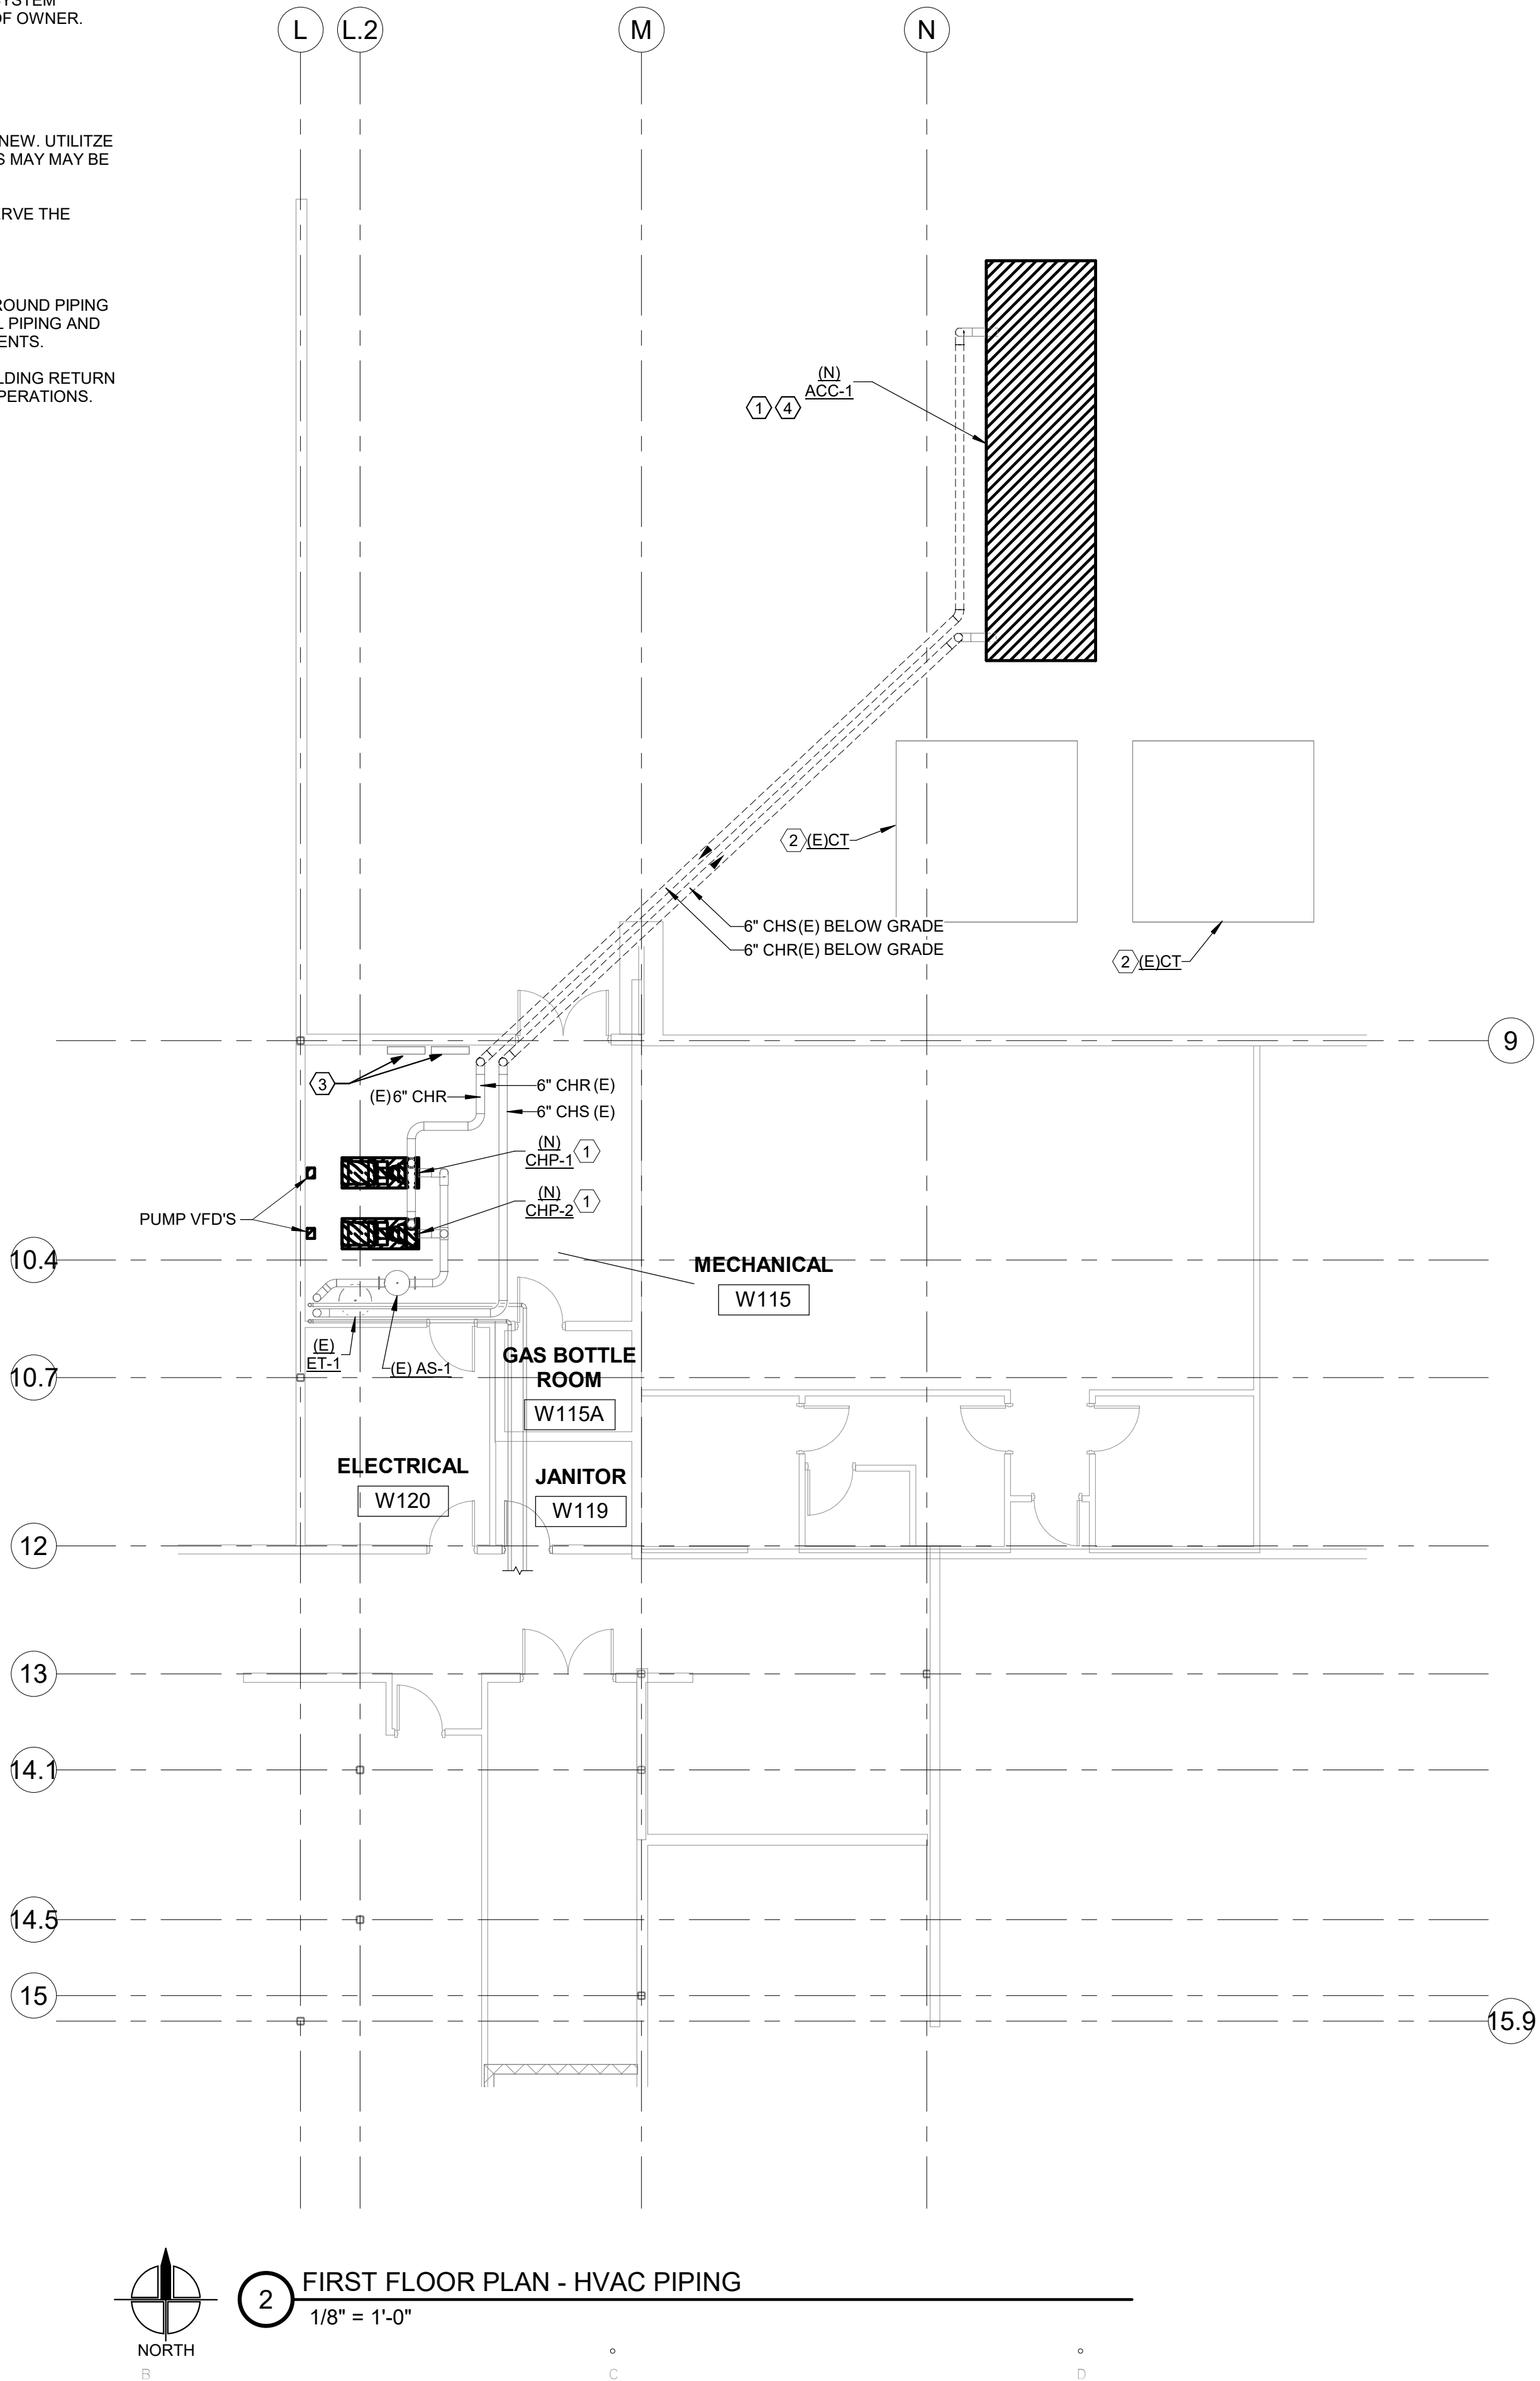 YSTEM
OF OWNER.
NEW. UTILITZE
S MAY MAY BE
RVE THE
ROUND PIPING
L PIPING AND
ENTS.
LDING RETURN
PERATIONS.
L
L.2
M
N
(N)
ACC-1
1
4
2
(E)CT
6" CHS(E) BELOW GRADE
6" CHR(E) BELOW GRADE
2
(E)CT
9
3
(E)6" CHR
6" CHR(E)
6" CHS (E)
(N)
CHP-1
1
(N)
CHP-2
1
PUMP VFD'S
10.4
MECHANICAL
W115
(E)
ET-1
(E) AS-1
GAS BOTTLE
ROOM
W115A
10.7
ELECTRICAL
W120
JANITOR
W119
12
13
14.1
14.5
15
15.9
2
FIRST FLOOR PLAN - HVAC PIPING
1/8" = 1'-0"
NORTH
B
C
D